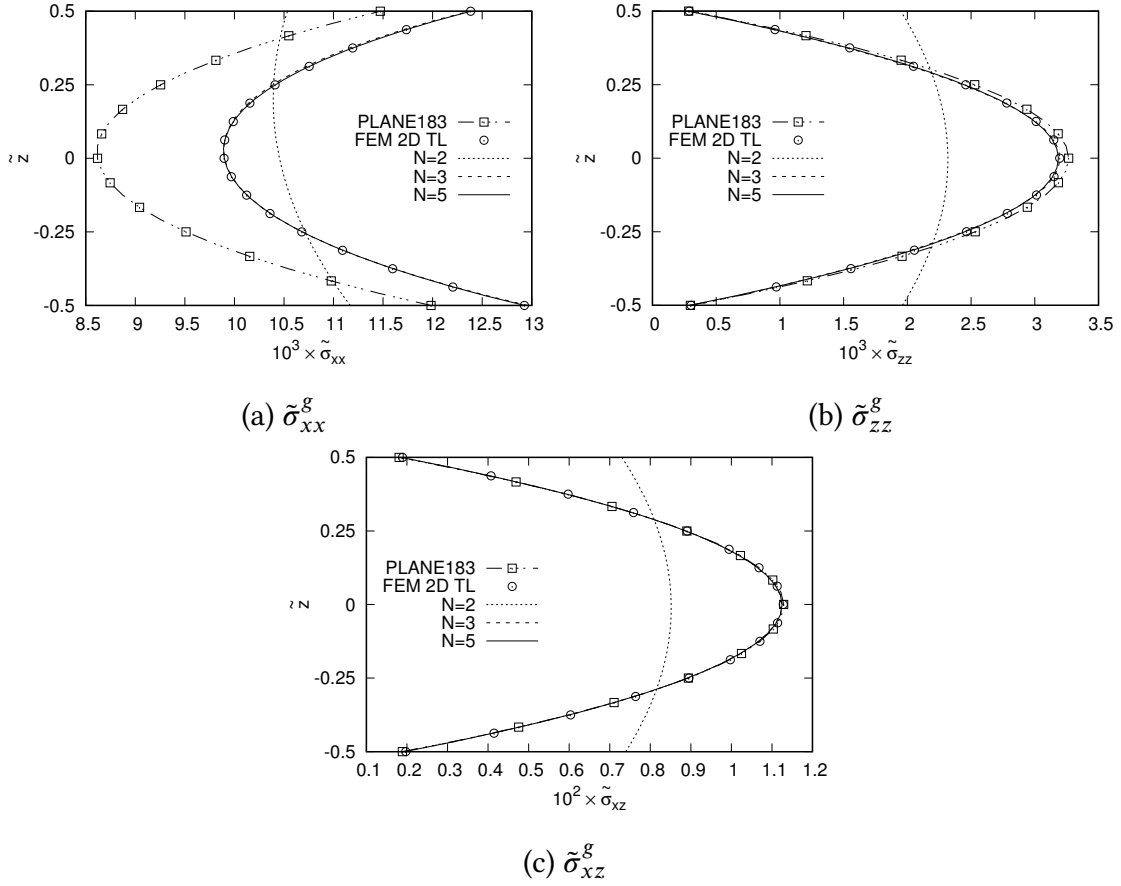 0.5
0.25
0
-0.25
-0.5
z̃
PLANE183
FEM 2D TL
N=2
N=3
N=5
8.5 9 9.5 10 10.5 11 11.5 12 12.5 13
10³ × σ̃xx
(a) σ̃ᵍxx
0.5
0.25
0
-0.25
-0.5
z̃
PLANE183
FEM 2D TL
N=2
N=3
N=5
0 0.5 1 1.5 2 2.5 3 3.5
10³ × σ̃zz
(b) σ̃ᵍzz
0.5
0.25
0
-0.25
-0.5
z̃
PLANE183
FEM 2D TL
N=2
N=3
N=5
0.1 0.2 0.3 0.4 0.5 0.6 0.7 0.8 0.9 1 1.1 1.2
10² × σ̃xz
(c) σ̃ᵍxz